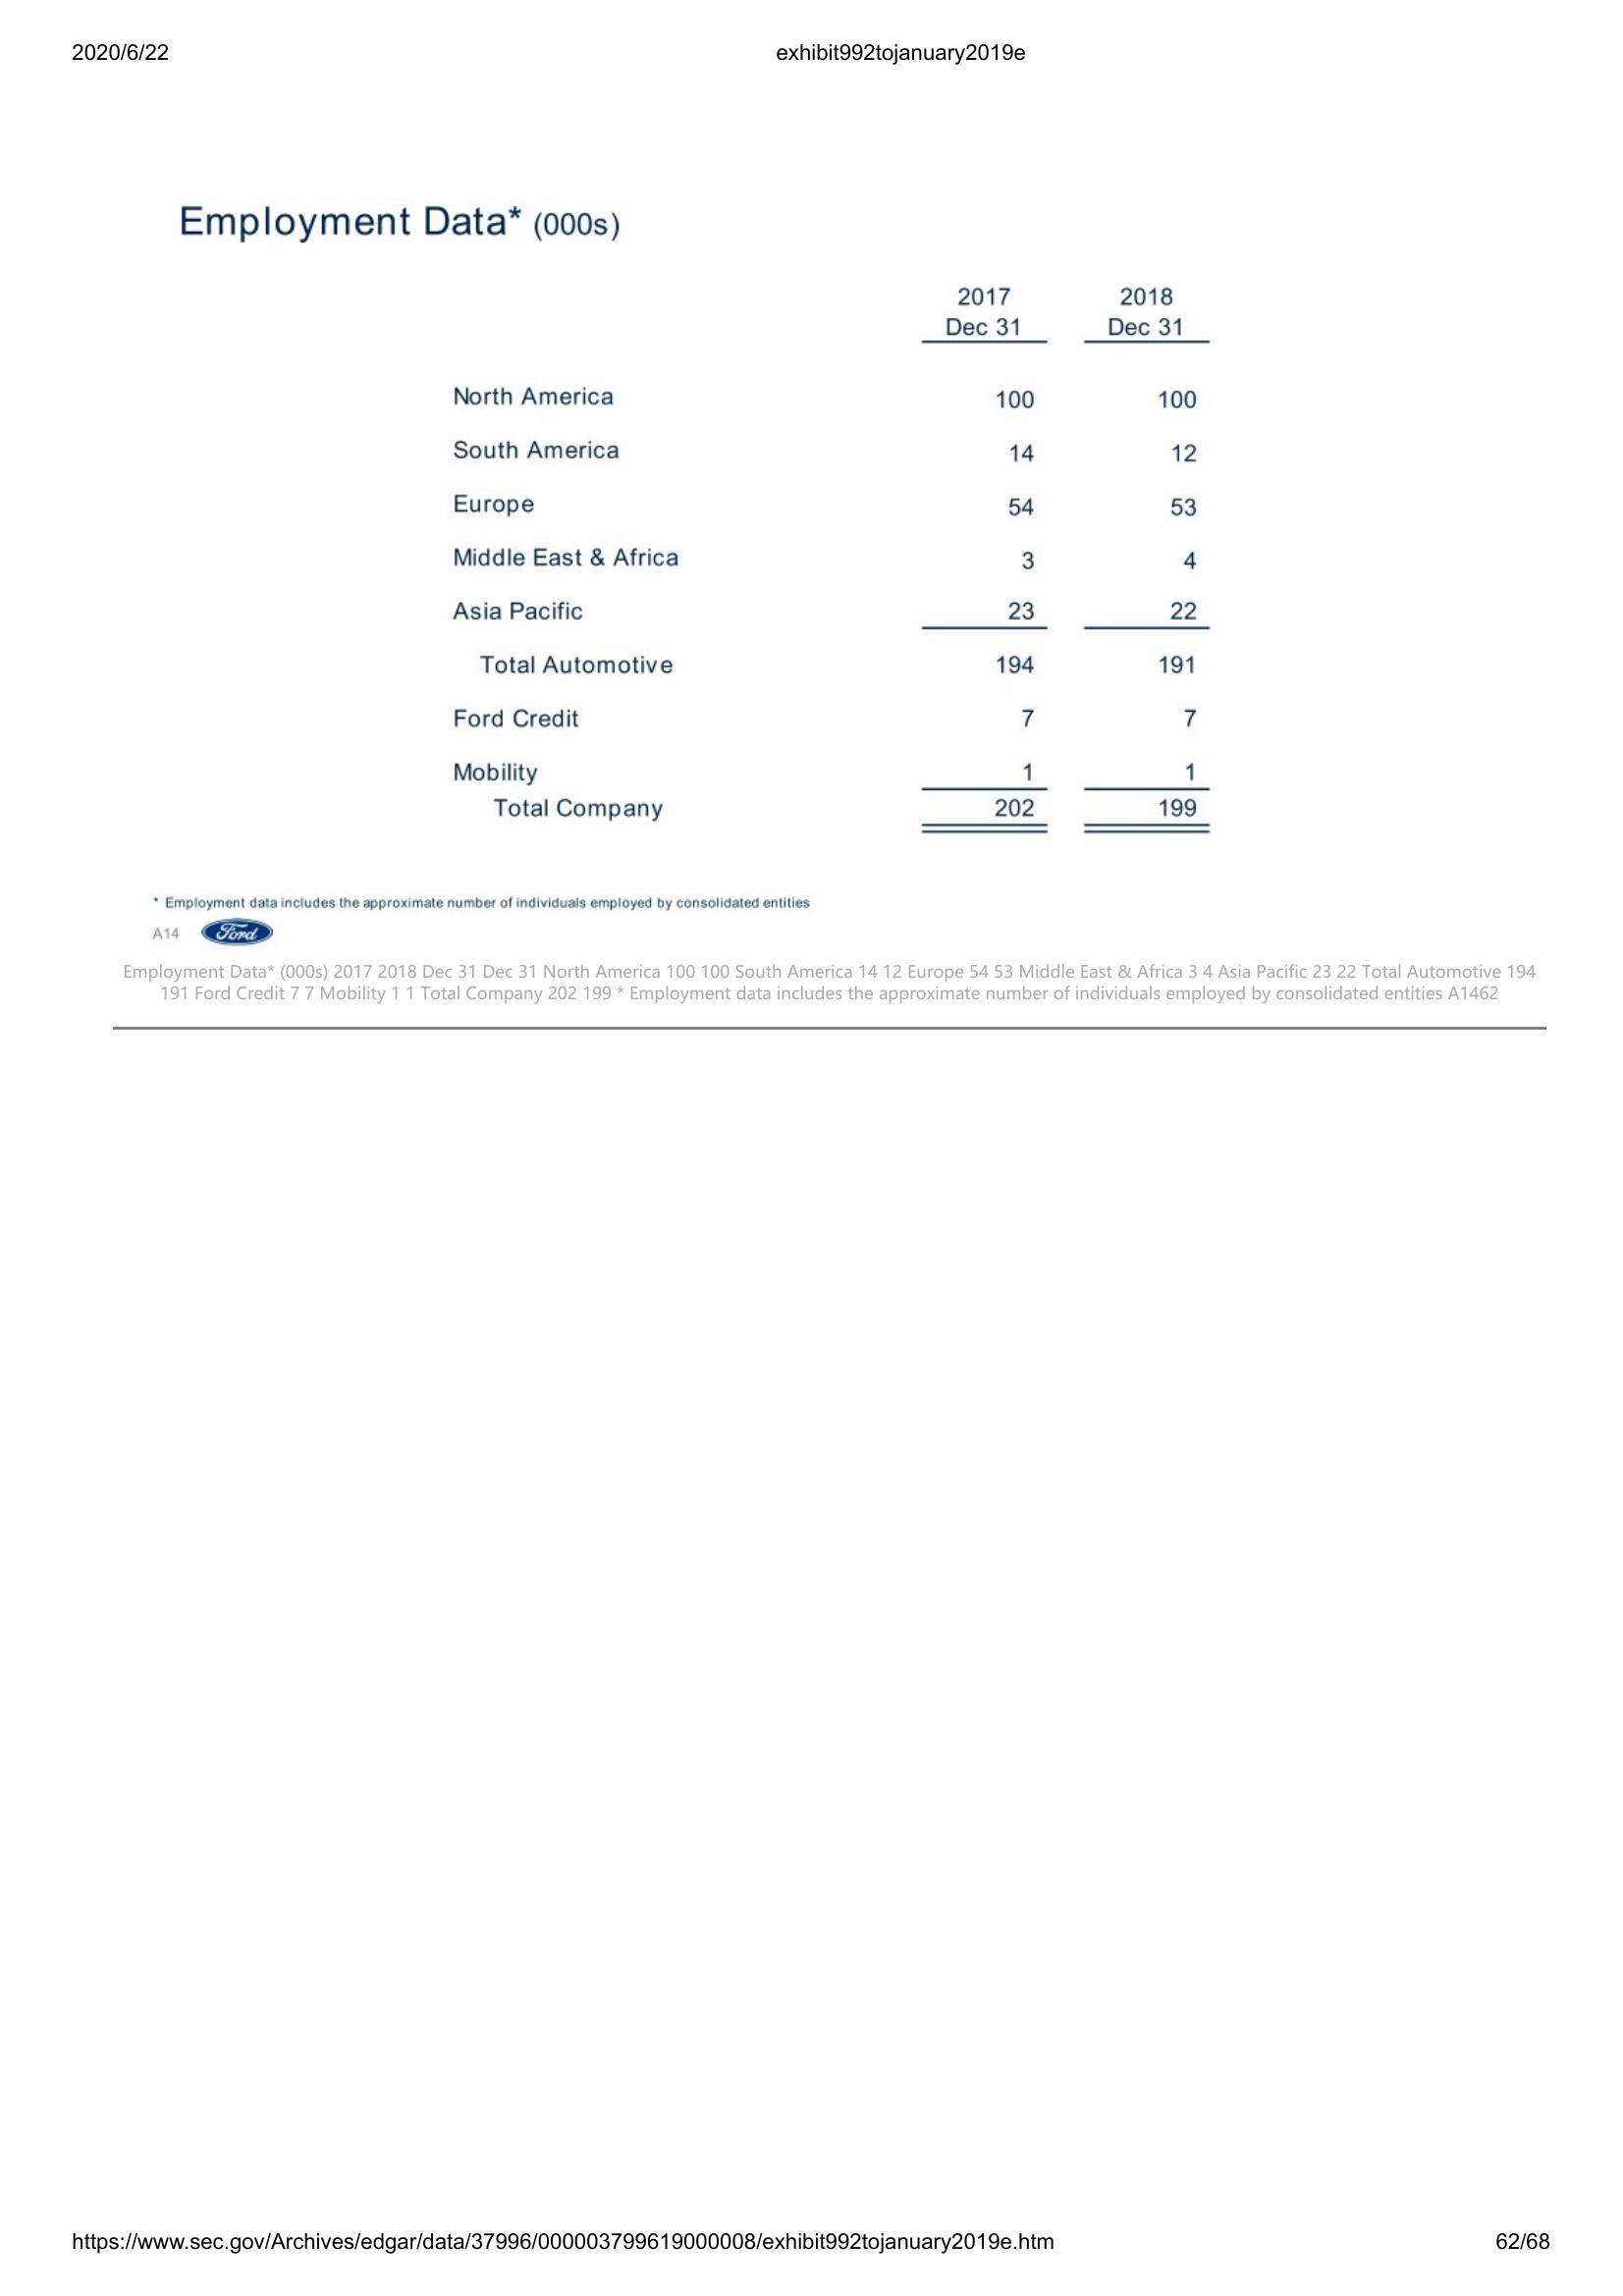 2020/6/22 exhibit992tojanuary2019e
Employment Data* (000s)
2017 2018
Dec 31 Dec 31
North America 100 100
South America 14 12
Europe 54 53
Middle East & Africa 3 4
Asia Pacific 23 22
Total Automotive 194 191
Ford Credit 7 7
Mobility 1 1
Total Company 202 199
* Employment data includes the approximate number of individuals employed by consolidated entities
A14 Ford
Employment Data* (000s) 2017 2018 Dec 31 Dec 31 North America 100 100 South America 14 12 Europe 54 53 Middle East & Africa 3 4 Asia Pacific 23 22 Total Automotive 194
191 Ford Credit 7 7 Mobility 1 1 Total Company 202 199 * Employment data includes the approximate number of individuals employed by consolidated entities A1462
https://www.sec.gov/Archives/edgar/data/37996/000003799619000008/exhibit992tojanuary2019e.htm 62/68